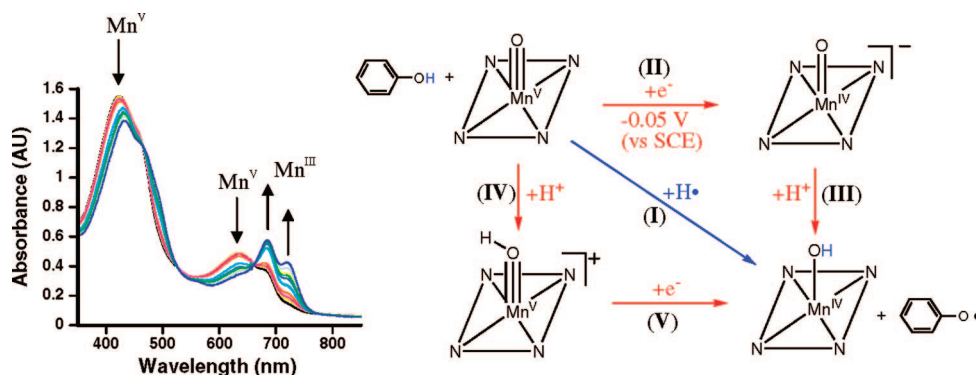 Mn^V
Mn^V
Mn^III
Absorbance (AU)
1.6
1.4
1.2
1
0.8
0.6
0.4
0.2
0
400 500 600 700 800
Wavelength (nm)
OH +
O
Mn^V
N N
N N
(II)
+e⁻
-0.05 V
(vs SCE)
O
Mn^IV
N N
N N
−
(IV) +H⁺
+H•
(I)
+H⁺ (III)
H
O
Mn^V
N N
N N
+
+e⁻
(V)
OH
Mn^IV
N N
N N
+ O •